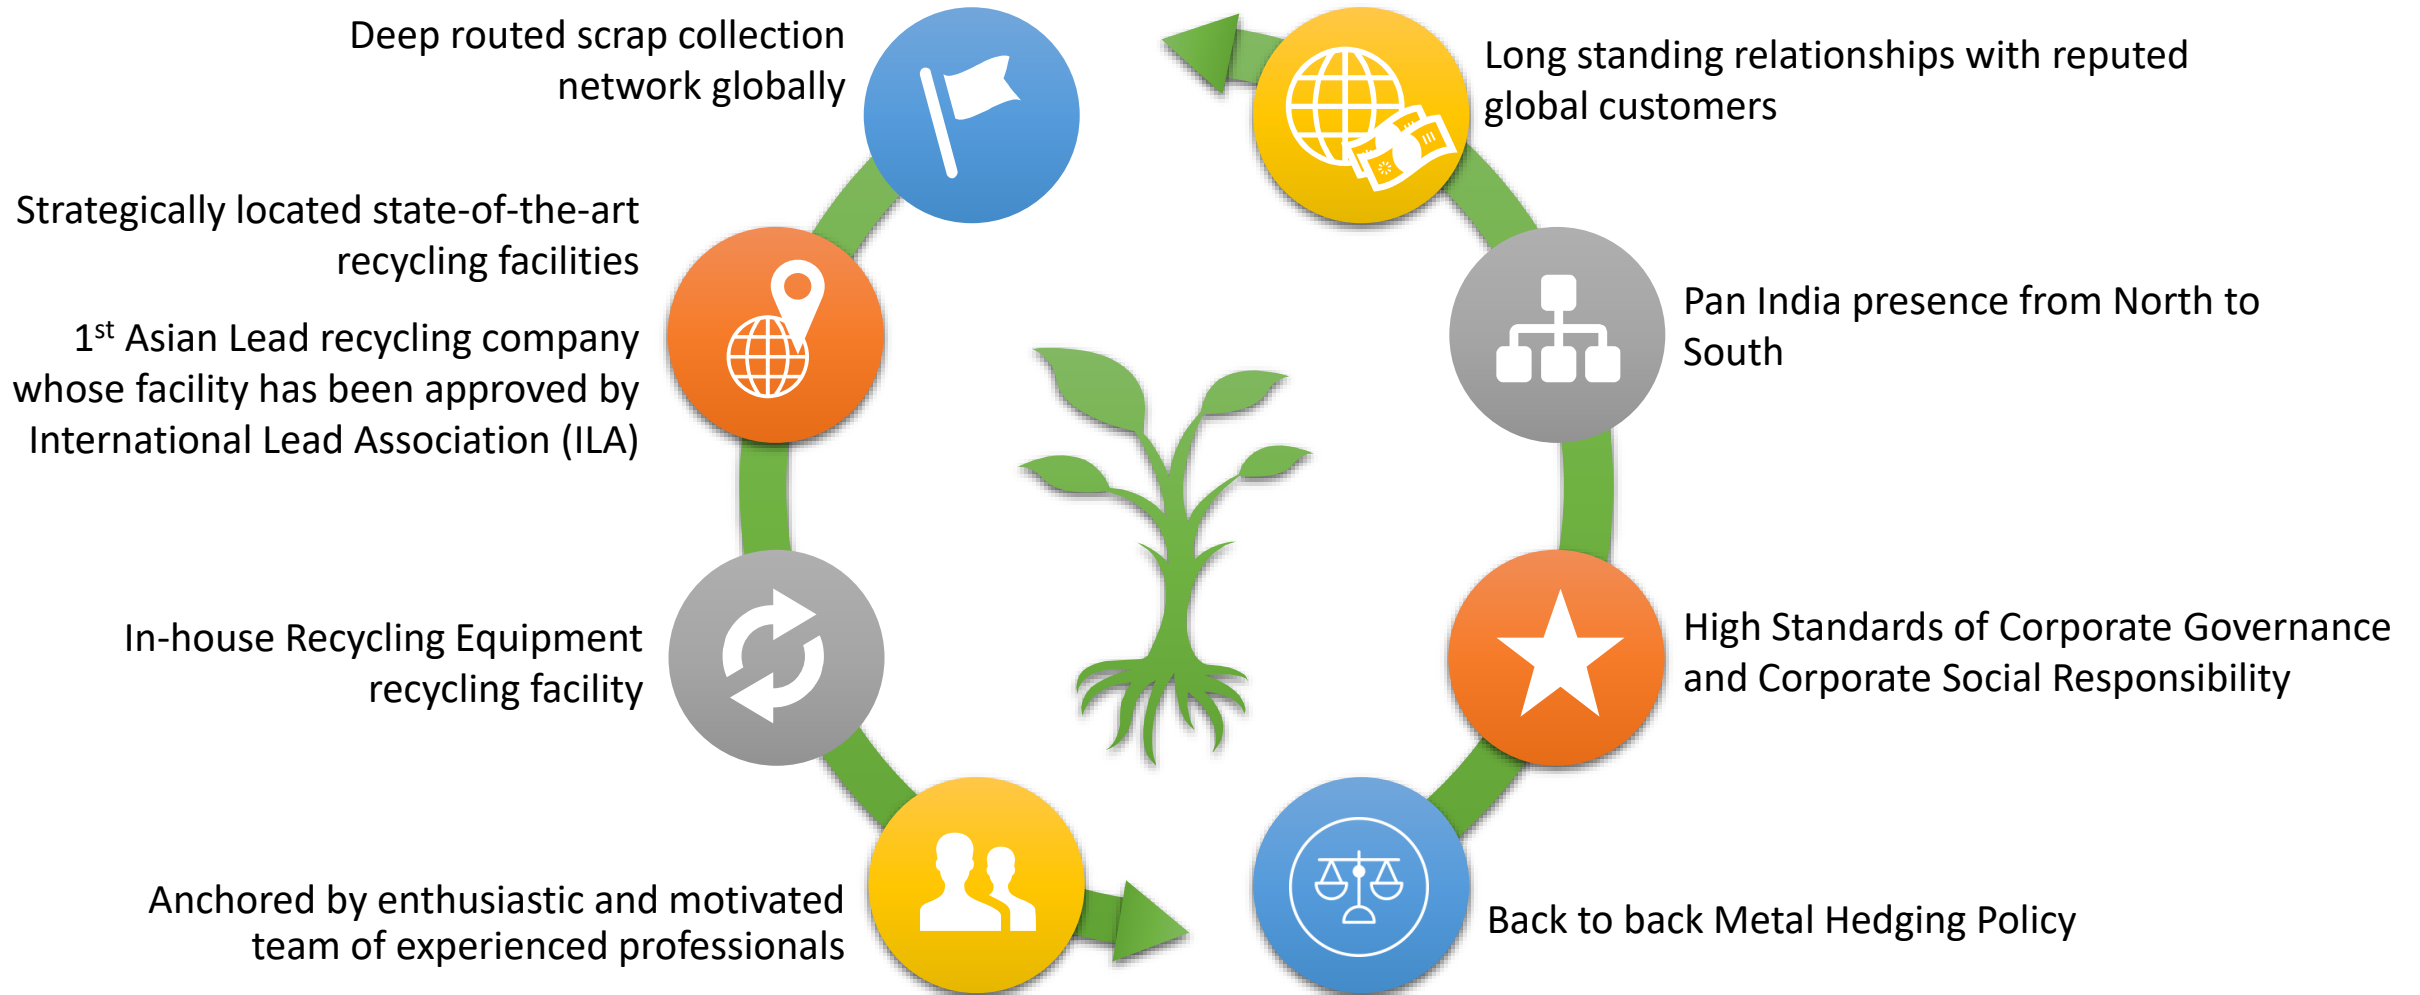 Deep routed scrap collection
network globally
Strategically located state-of-the-art
recycling facilities
1st Asian Lead recycling company
whose facility has been approved by
International Lead Association (ILA)
In-house Recycling Equipment
recycling facility
Anchored by enthusiastic and motivated
team of experienced professionals
Long standing relationships with reputed
global customers
Pan India presence from North to
South
High Standards of Corporate Governance
and Corporate Social Responsibility
Back to back Metal Hedging Policy